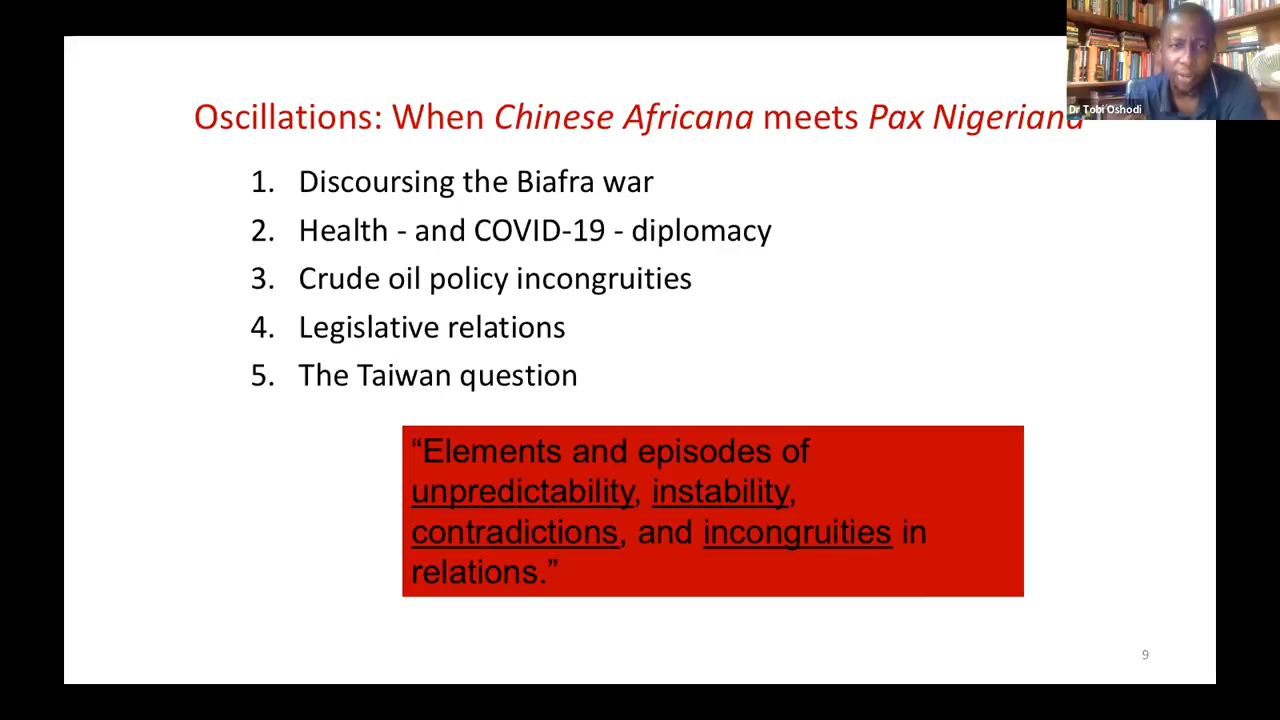 Dr Tobi Oshodi
Oscillations: When Chinese Africana meets Pax Nigeriana
1. Discoursing the Biafra war
2. Health - and COVID-19 - diplomacy
3. Crude oil policy incongruities
4. Legislative relations
5. The Taiwan question
“Elements and episodes of
unpredictability, instability,
contradictions, and incongruities in
relations.”
9